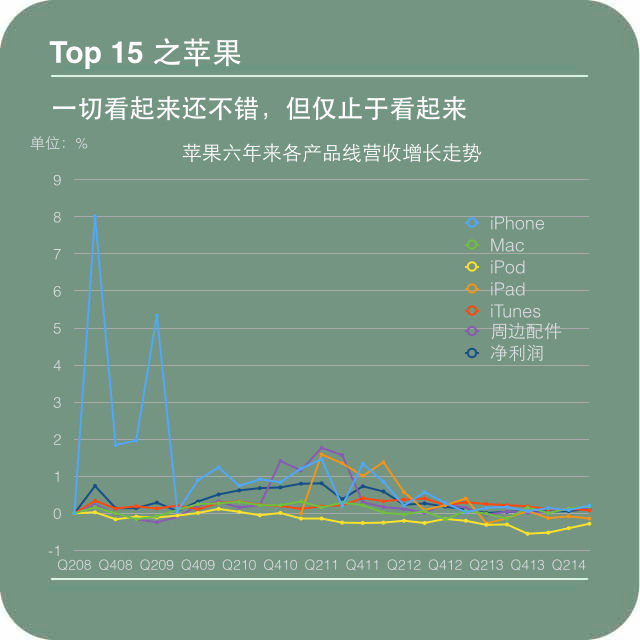 Top 15 之苹果
一切看起来还不错，但仅止于看起来
单位：%
苹果六年来各产品线营收增长走势
9
8
7
6
5
4
3
2
1
0
-1
iPhone
Mac
iPod
iPad
iTunes
周边配件
净利润
Q208 Q408 Q209 Q409 Q210 Q410 Q211 Q411 Q212 Q412 Q213 Q413 Q214